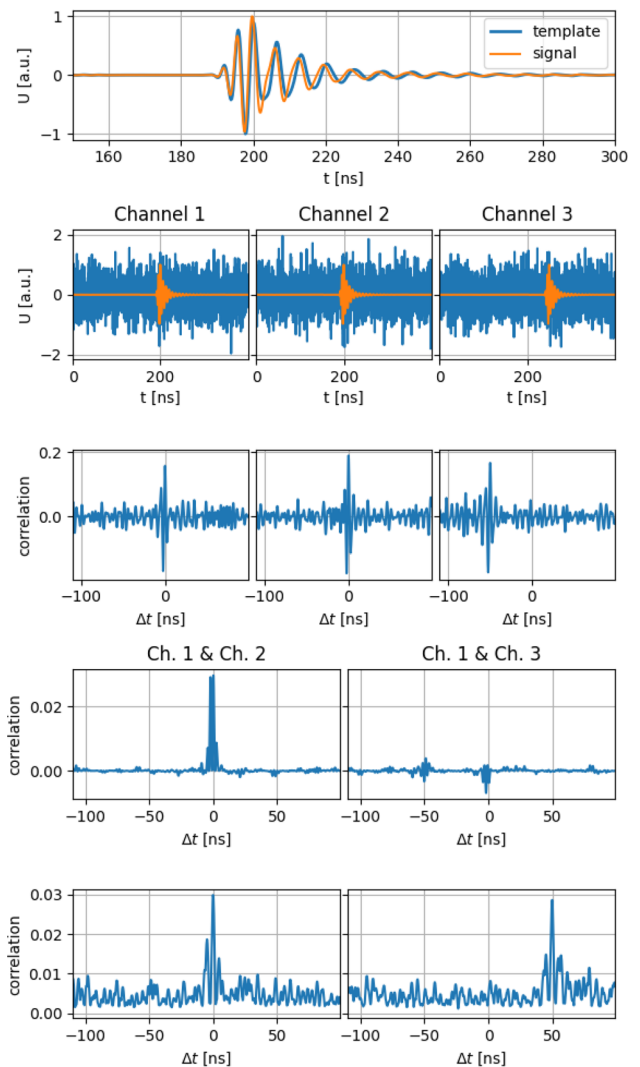 1
0
−1
U [a.u.]
template
signal
160 180 200 220 240 260 280 300
t [ns]
Channel 1 Channel 2 Channel 3
2
0
−2
U [a.u.]
0 200 0 200 0 200
t [ns] t [ns] t [ns]
0.2
0.0
correlation
−100 0 −100 0 −100 0
Δt [ns] Δt [ns] Δt [ns]
Ch. 1 & Ch. 2 Ch. 1 & Ch. 3
0.02
0.00
correlation
−100 −50 0 50 −100 −50 0 50
Δt [ns] Δt [ns]
0.03
0.02
0.01
0.00
correlation
−100 −50 0 50 −100 −50 0 50
Δt [ns] Δt [ns]